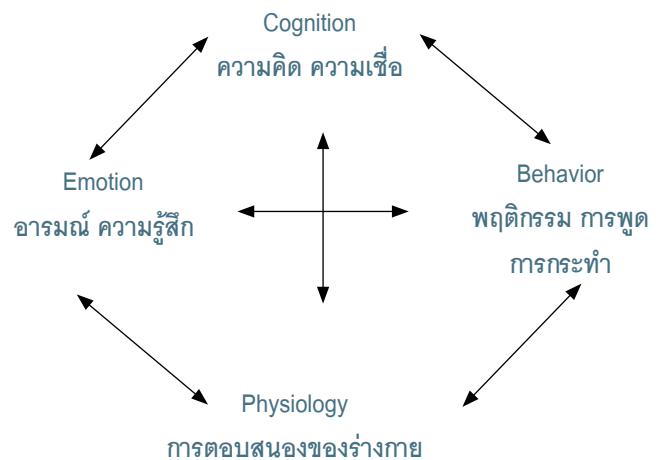 Cognition
ความคิด ความเชื่อ
Emotion
อารมณ์ ความรู้สึก
Behavior
พฤติกรรม การพูด
การกระทำ
Physiology
การตอบสนองของร่างกาย